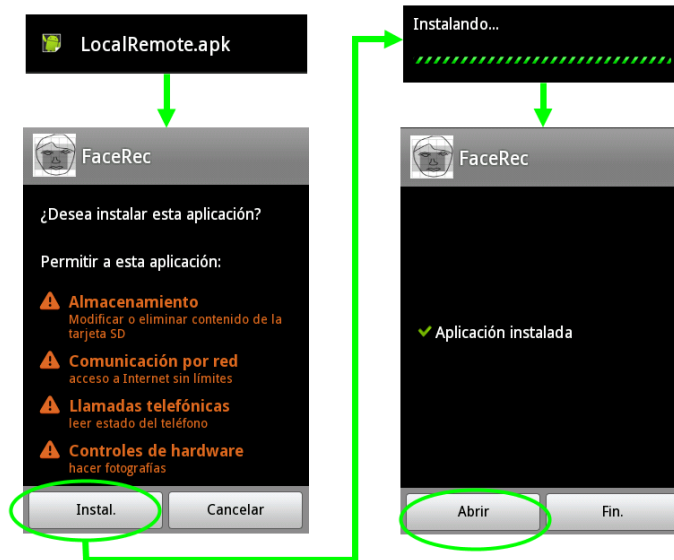 LocalRemote.apk
FaceRec
¿Desea instalar esta aplicación?
Permitir a esta aplicación:
Almacenamiento
Modificar o eliminar contenido de la
tarjeta SD
Comunicación por red
acceso a Internet sin límites
Llamadas telefónicas
leer estado del teléfono
Controles de hardware
hacer fotografías
Instal.
Cancelar
Instalando...
FaceRec
Aplicación instalada
Abrir
Fin.